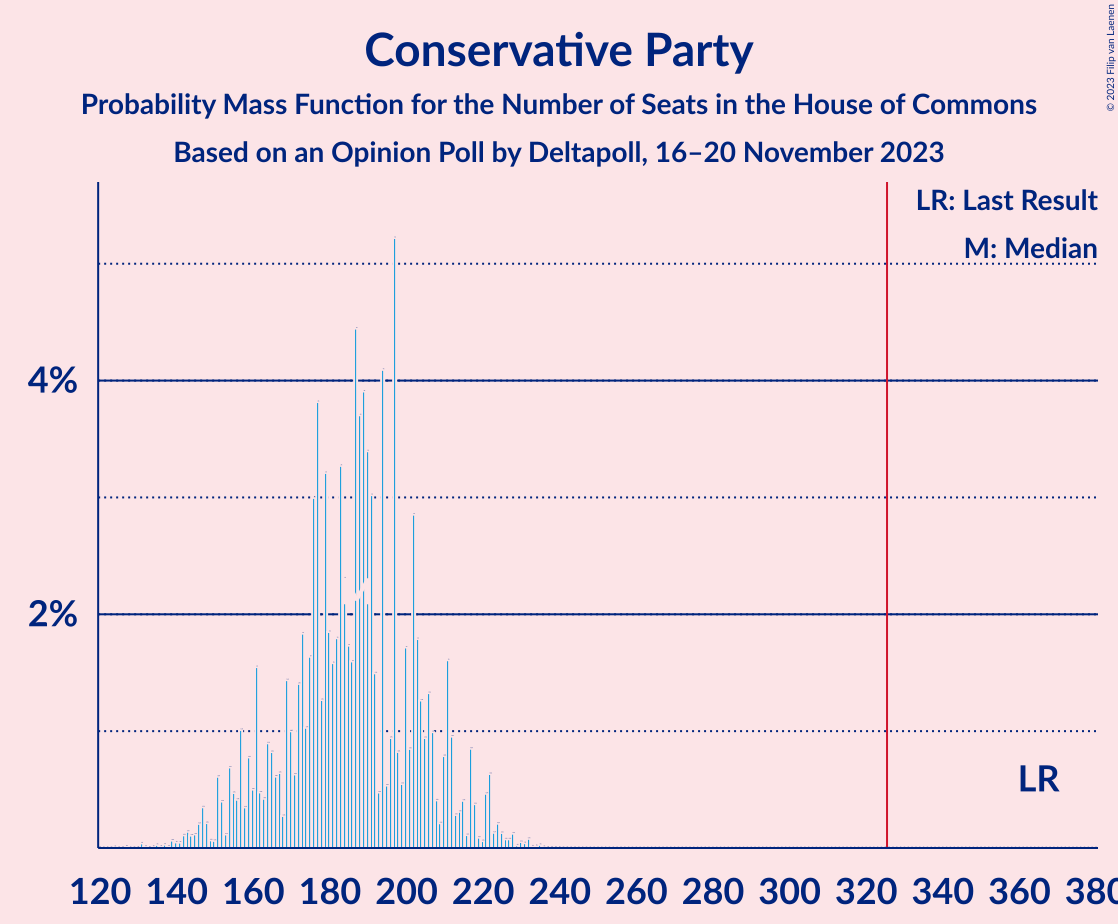 Conservative Party
Probability Mass Function for the Number of Seats in the House of Commons
Based on an Opinion Poll by Deltapoll, 16–20 November 2023
© 2023 Filip van Laenen
LR: Last Result
M: Median
4%
2%
LR
120 140 160 180 200 220 240 260 280 300 320 340 360 380